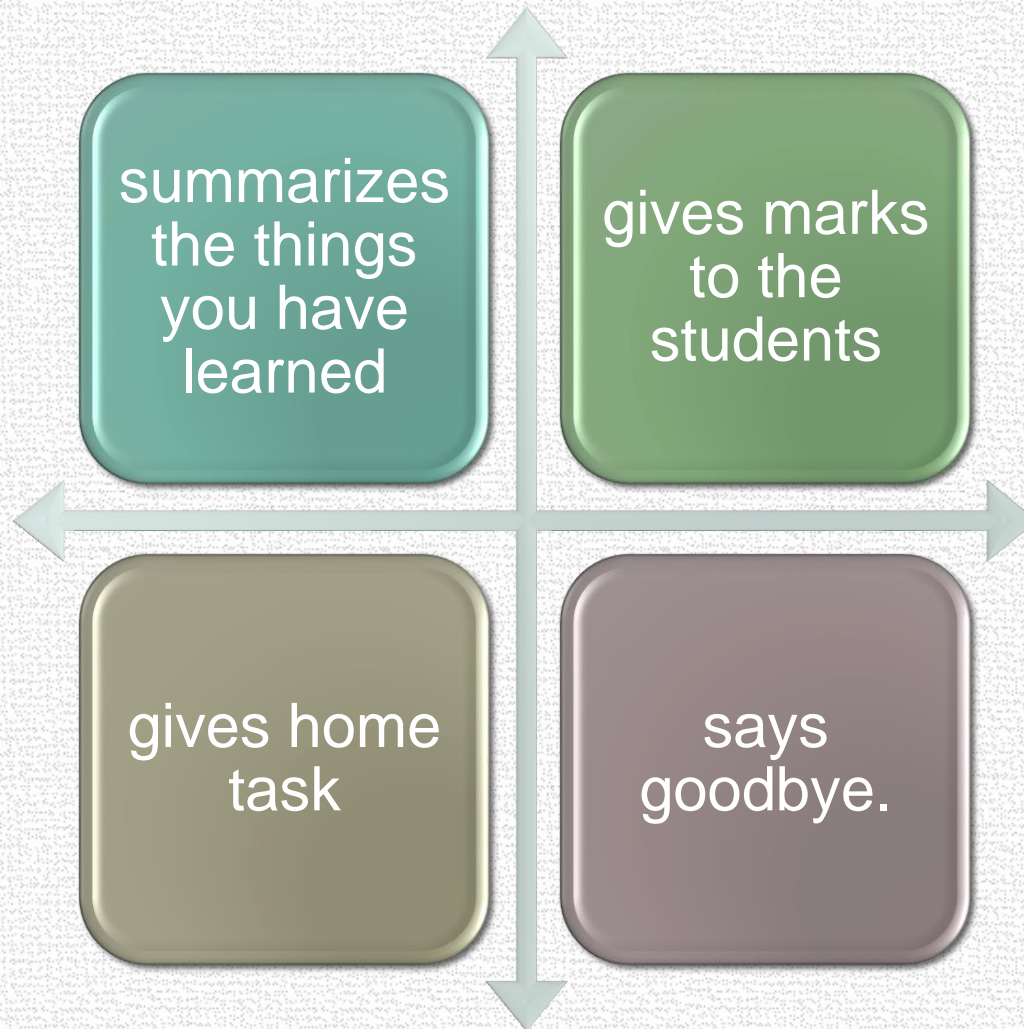 summarizes
the things
you have
learned
gives marks
to the
students
gives home
task
says
goodbye.